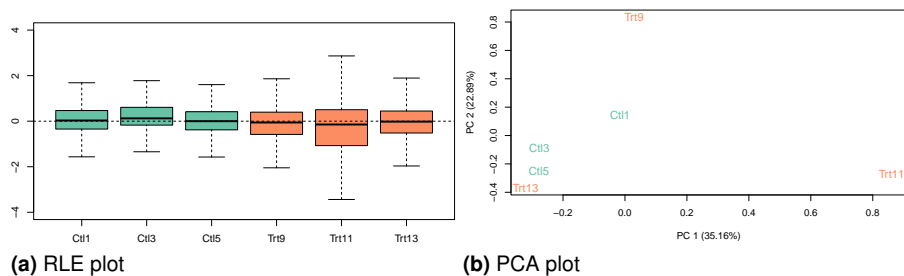 4
2
0
−2
−4
Ctl1 Ctl3 Ctl5 Trt9 Trt11 Trt13
(a) RLE plot
PC 2 (22.89%)
0.8
0.6
0.4
0.2
0.0
−0.2
−0.4
Trt9
Ctl1
Ctl3
Ctl5
Trt13
Trt11
−0.2 0.0 0.2 0.4 0.6 0.8
PC 1 (35.16%)
(b) PCA plot